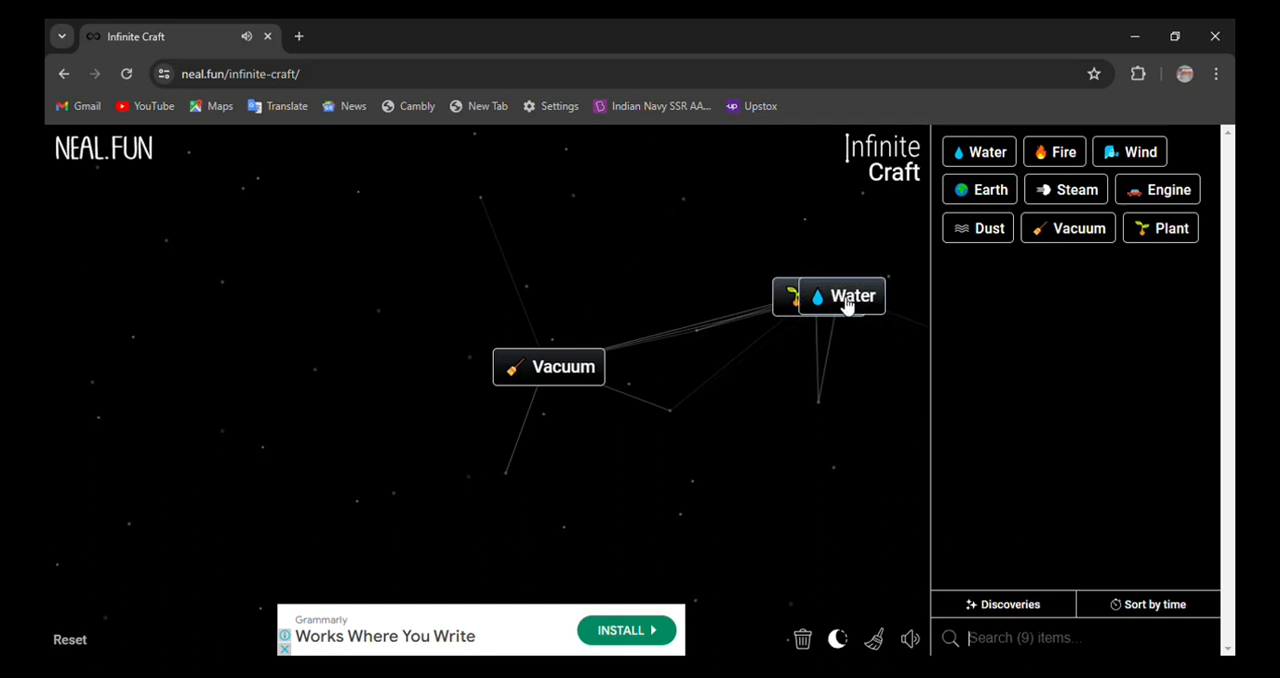 Infinite Craft
neal.fun/infinite-craft/
Gmail YouTube Maps Translate News Cambly New Tab Settings Indian Navy SSR AA... Upstox
NEAL.FUN
Infinite
Craft
Water Fire Wind
Earth Steam Engine
Dust Vacuum Plant
Water
Vacuum
Discoveries Sort by time
Grammarly
Works Where You Write
INSTALL
Reset
Search (9) items...